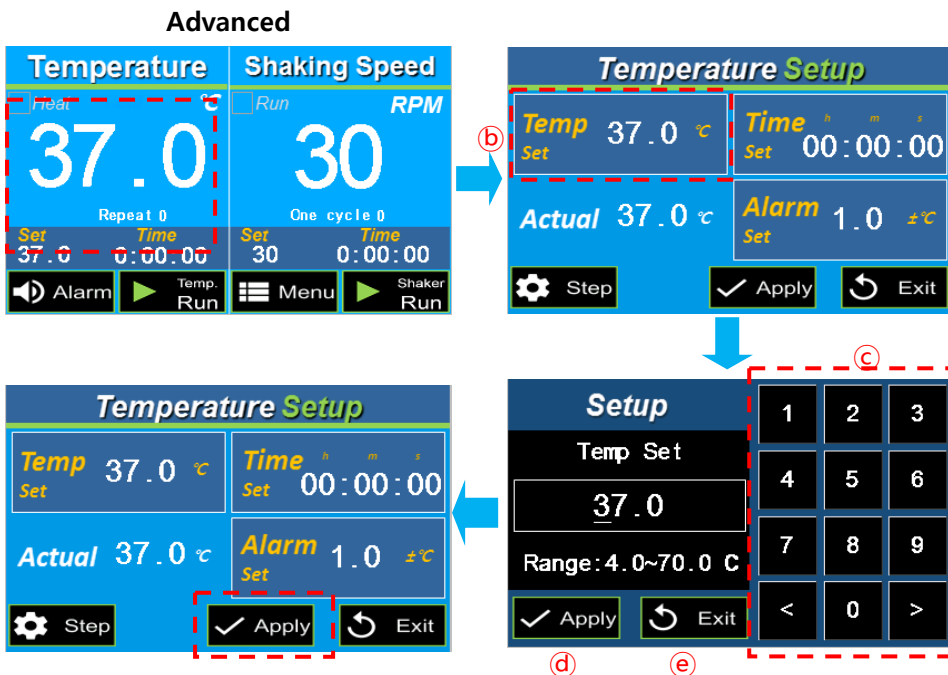 Advanced
Temperature
Heat
℃
37.0
Repeat 0
Set
Time
37.0
0:00:00
Alarm
Temp.
Run
Shaking Speed
Run
RPM
30
One cycle 0
Set
Time
30
0:00:00
Menu
Shaker
Run
ⓑ
Temperature Setup
Temp
Set
37.0 ℃
Time
Set
h m s
00:00:00
Actual 37.0 ℃
Alarm
Set
1.0 ±℃
Step
Apply
Exit
ⓒ
Setup
Temp Set
37.0
Range:4.0~70.0 C
Apply
Exit
1 2 3
4 5 6
7 8 9
< 0 >
ⓓ
ⓔ
Temperature Setup
Temp
Set
37.0 ℃
Time
Set
h m s
00:00:00
Actual 37.0 ℃
Alarm
Set
1.0 ±℃
Step
Apply
Exit